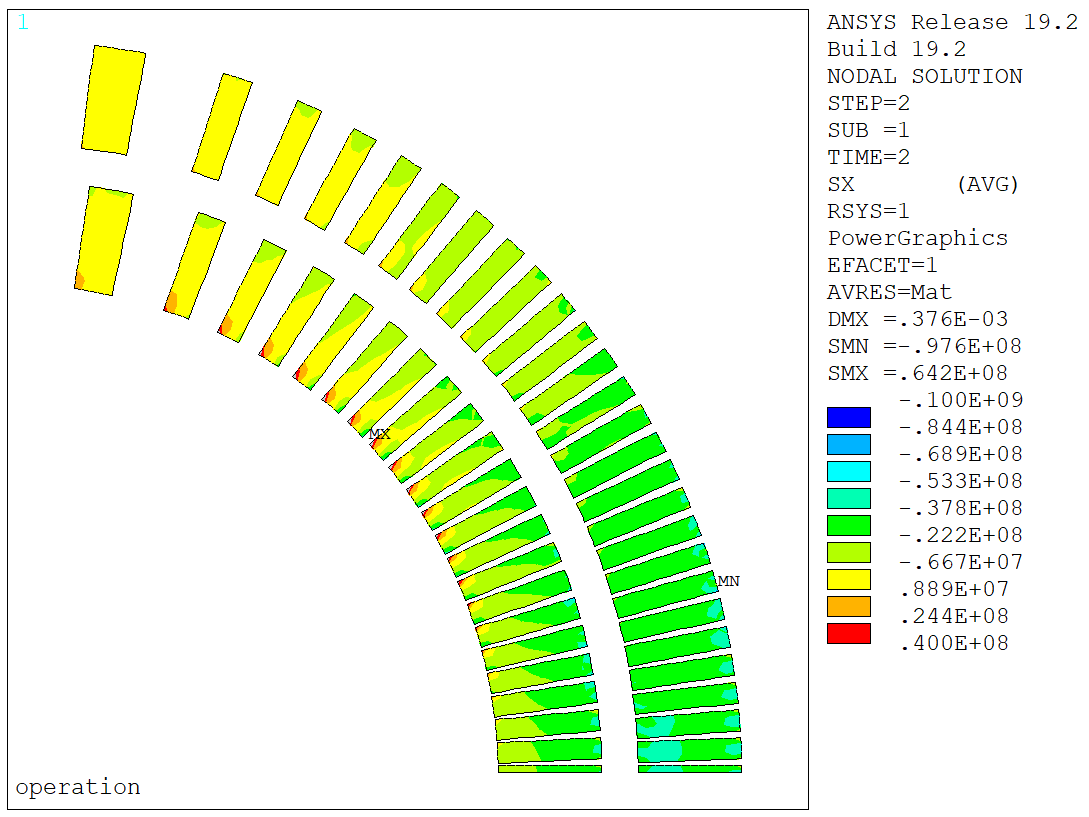 1
ANSYS Release 19.2
Build 19.2
NODAL SOLUTION
STEP=2
SUB =1
TIME=2
SX (AVG)
RSYS=1
PowerGraphics
EFACET=1
AVRES=Mat
DMX =.376E-03
SMN =-.976E+08
SMX =.642E+08
-.100E+09
-.844E+08
-.689E+08
-.533E+08
-.378E+08
-.222E+08
-.667E+07
.889E+07
.244E+08
.400E+08
MX
MN
operation